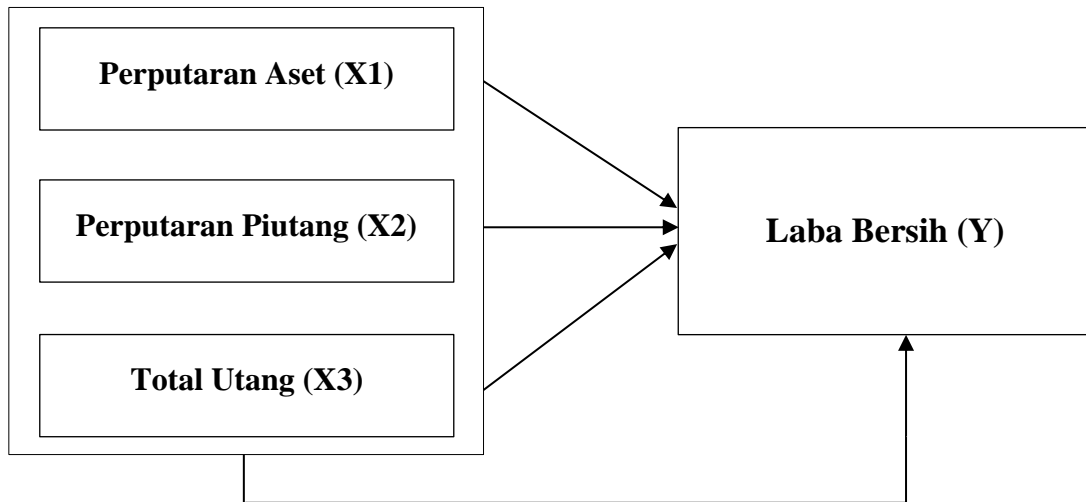 Perputaran Aset (X1)
Perputaran Piutang (X2)
Laba Bersih (Y)
Total Utang (X3)